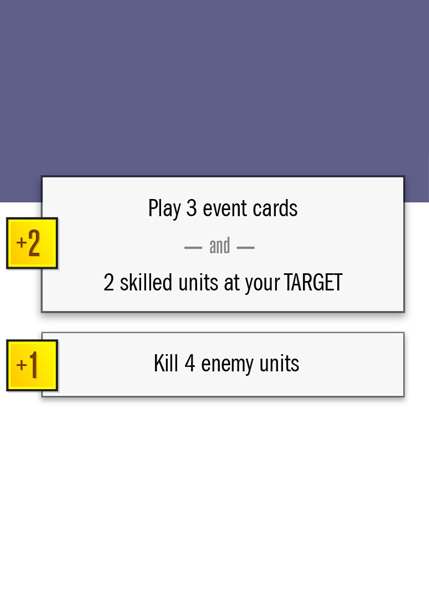 Play 3 event cards
— and —
+2
2 skilled units at your TARGET
+1
Kill 4 enemy units